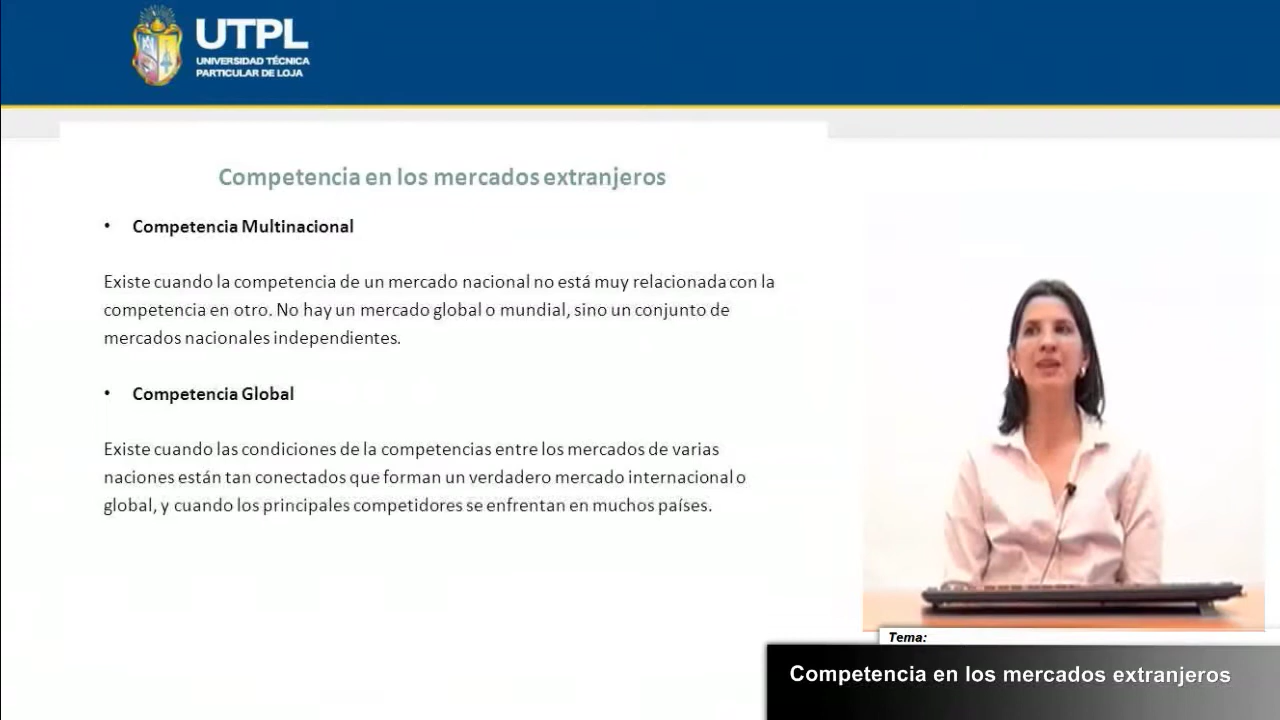 UTPL
UNIVERSIDAD TÉCNICA
PARTICULAR DE LOJA
Competencia en los mercados extranjeros
• Competencia Multinacional
Existe cuando la competencia de un mercado nacional no está muy relacionada con la
competencia en otro. No hay un mercado global o mundial, sino un conjunto de
mercados nacionales independientes.
• Competencia Global
Existe cuando las condiciones de la competencias entre los mercados de varias
naciones están tan conectados que forman un verdadero mercado internacional o
global, y cuando los principales competidores se enfrentan en muchos países.
Tema:
Competencia en los mercados extranjeros